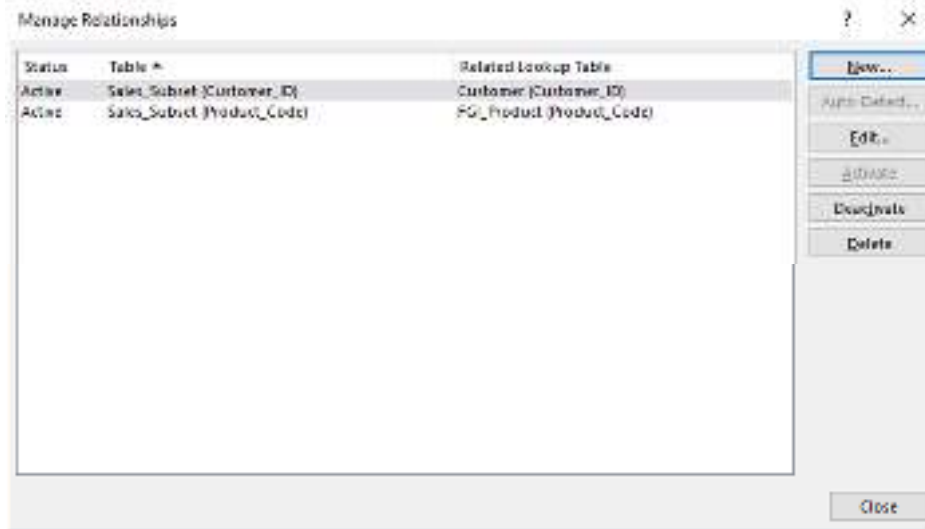 Manage Relationships ? ×
Status Table Related Lookup Table New...
Active Sales_Subset (Customer_ID) Customer (Customer_ID)
Active Sales_Subset (Product_Code) FGI_Product (Product_Code)
Auto Detect...
Edit...
Activate
Deactivate
Delete
Close